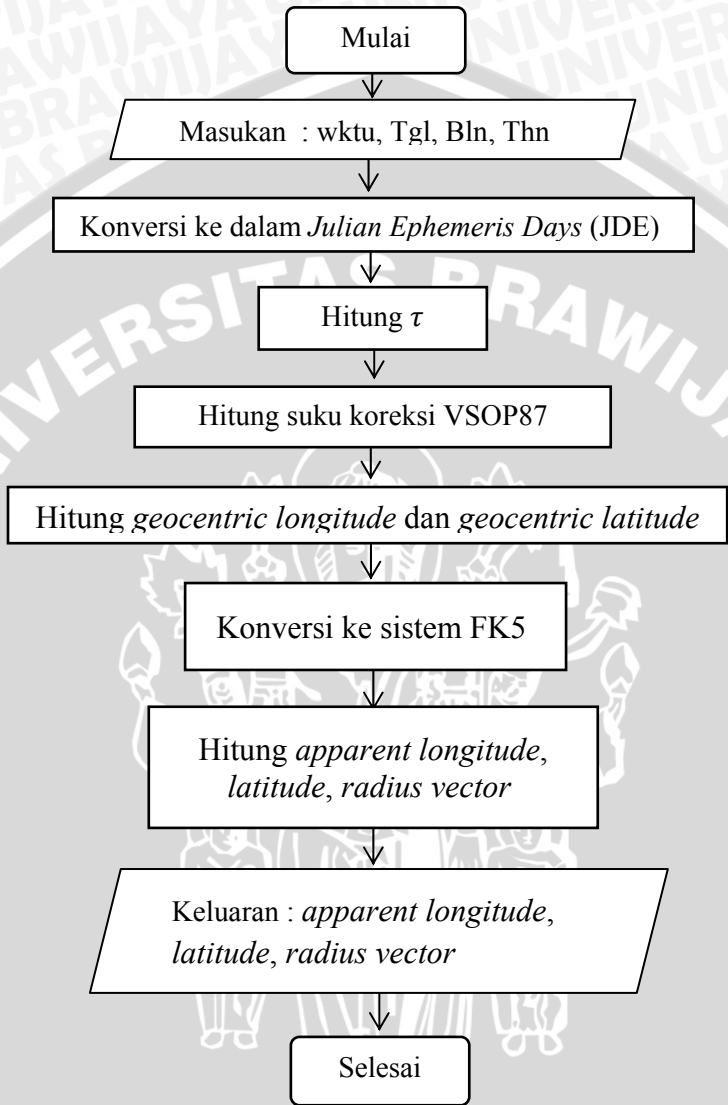 Mulai
Masukan : wktu, Tgl, Bln, Thn
Konversi ke dalam Julian Ephemeris Days (JDE)
Hitung τ
Hitung suku koreksi VSOP87
Hitung geocentric longitude dan geocentric latitude
Konversi ke sistem FK5
Hitung apparent longitude,
latitude, radius vector
Keluaran : apparent longitude,
latitude, radius vector
Selesai